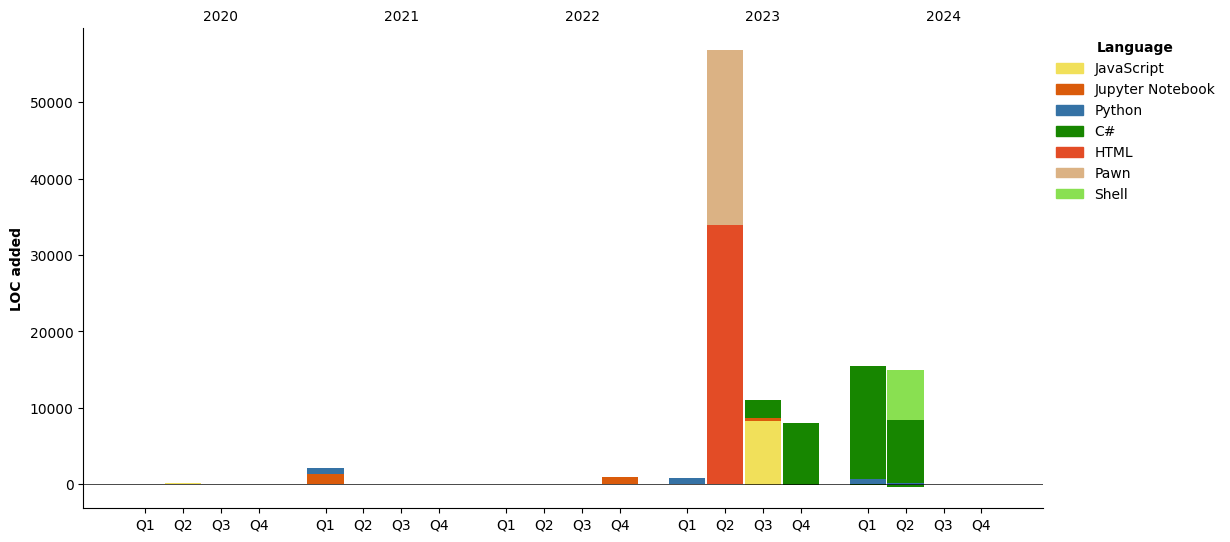 2020 2021 2022 2023 2024
Language
JavaScript
Jupyter Notebook
Python
C#
HTML
Pawn
Shell
LOC added
50000
40000
30000
20000
10000
0
Q1 Q2 Q3 Q4 Q1 Q2 Q3 Q4 Q1 Q2 Q3 Q4 Q1 Q2 Q3 Q4 Q1 Q2 Q3 Q4